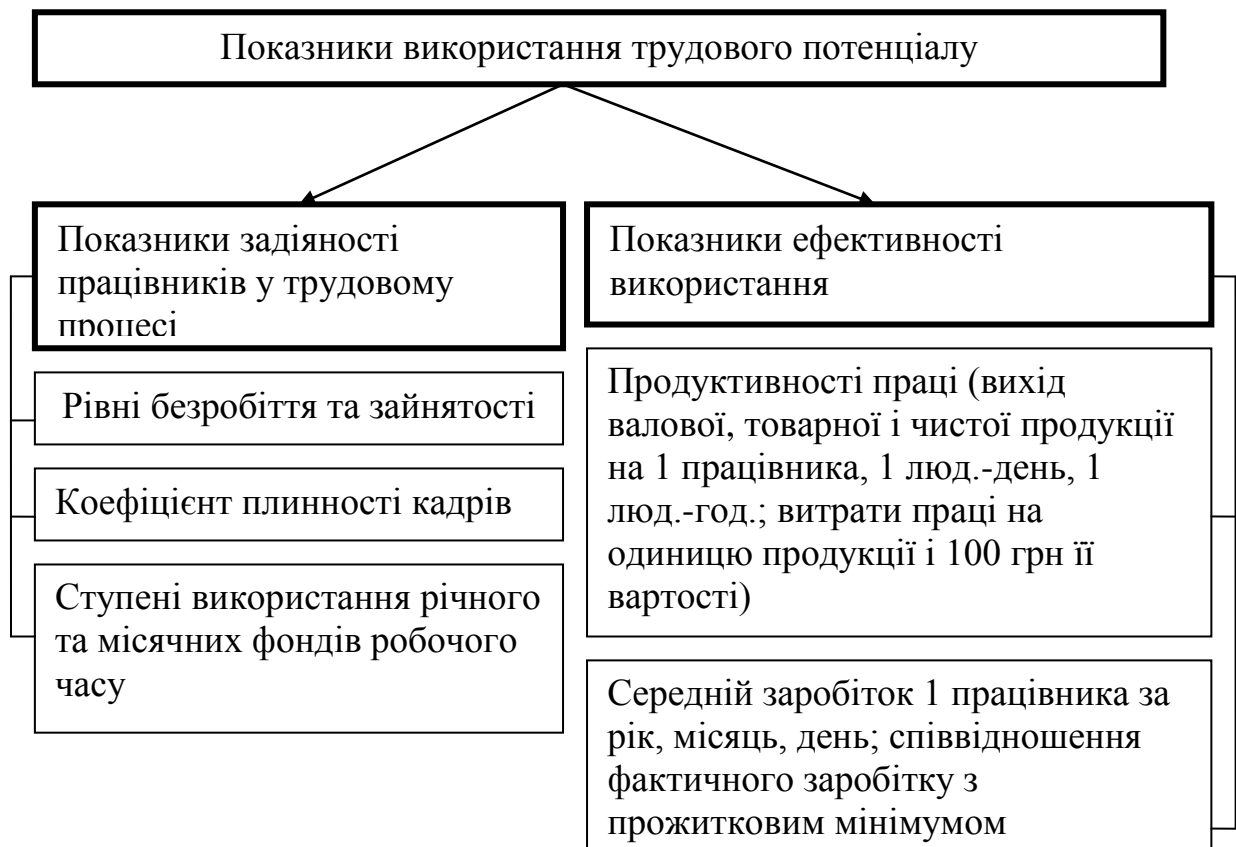 Показники використання трудового потенціалу
Показники задіяності
працівників у трудовому
процесі
Рівні безробіття та зайнятості
Коефіцієнт плинності кадрів
Ступені використання річного
та місячних фондів робочого
часу
Показники ефективності
використання
Продуктивності праці (вихід
валової, товарної і чистої продукції
на 1 працівника, 1 люд.-день, 1
люд.-год.; витрати праці на
одиницю продукції і 100 грн її
вартості)
Середній заробіток 1 працівника за
рік, місяць, день; співвідношення
фактичного заробітку з
прожитковим мінімумом